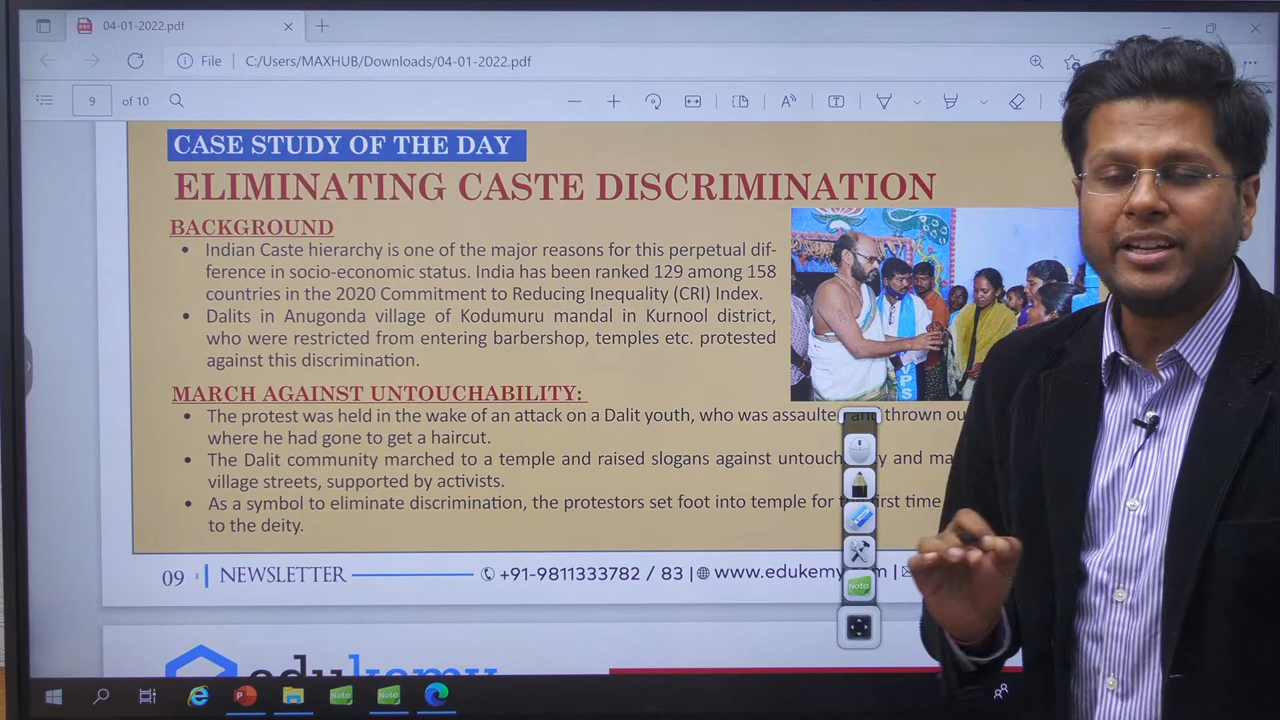 04-01-2022.pdf
File C:/Users/MAXHUB/Downloads/04-01-2022.pdf
9 of 10
CASE STUDY OF THE DAY
ELIMINATING CASTE DISCRIMINATION
BACKGROUND
• Indian Caste hierarchy is one of the major reasons for this perpetual dif-
ference in socio-economic status. India has been ranked 129 among 158
countries in the 2020 Commitment to Reducing Inequality (CRI) Index.
• Dalits in Anugonda village of Kodumuru mandal in Kurnool district,
who were restricted from entering barbershop, temples etc. protested
against this discrimination.
VPS
MARCH AGAINST UNTOUCHABILITY:
• The protest was held in the wake of an attack on a Dalit youth, who was and thrown
where he had gone to get a haircut.
• The Dalit community marched to a temple and raised slogans against and
village streets, supported by activists.
• As a symbol to eliminate discrimination, the protestors set foot into temple for first time
to the deity.
09 NEWSLETTER +91-9811333782 / 83 |
edukemy
Note
Note
Note